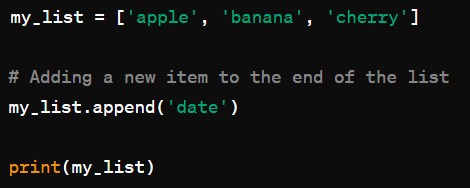 my_list = ['apple', 'banana', 'cherry']
# Adding a new item to the end of the list
my_list.append('date')
print(my_list)